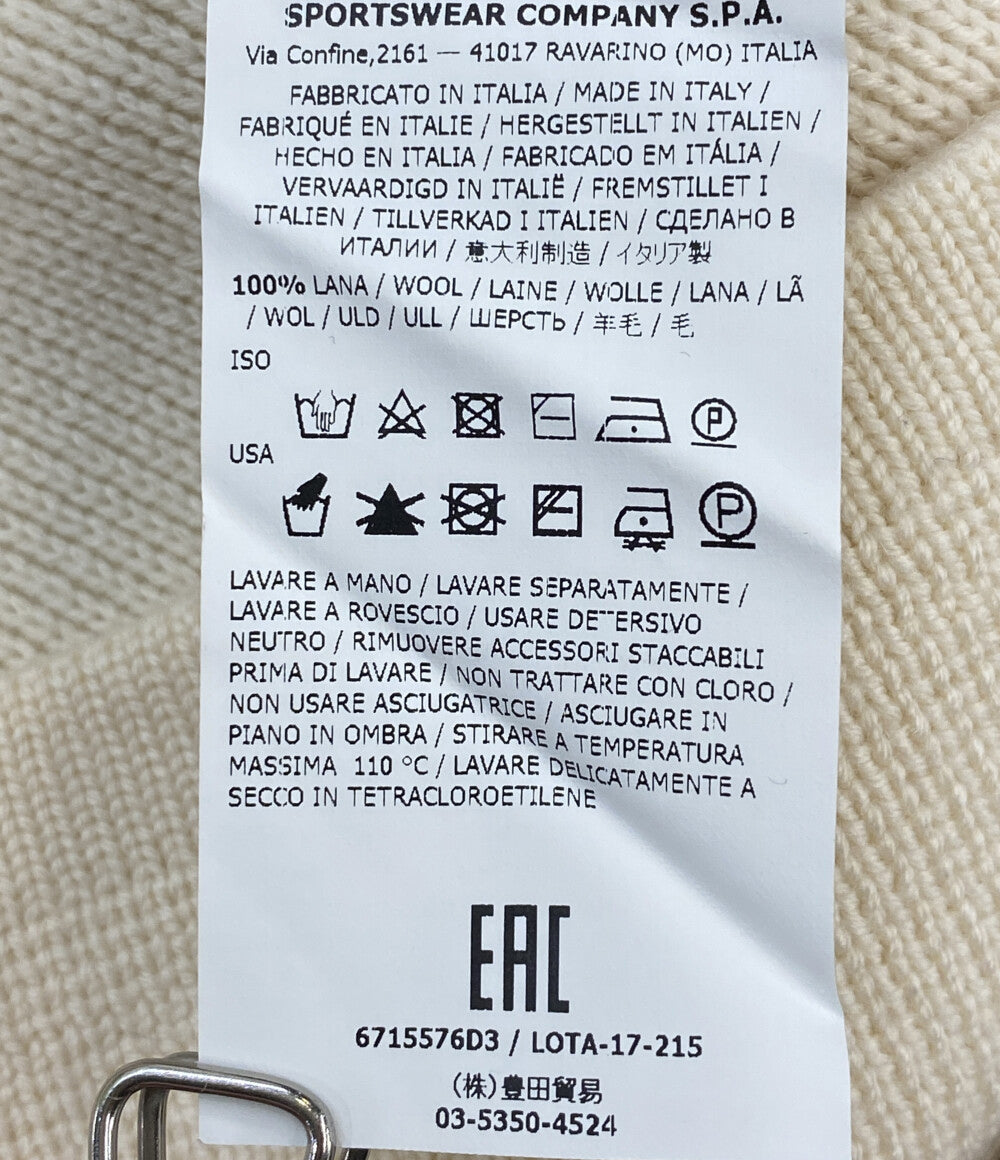 SPORTSWEAR COMPANY S.P.A.
Via Confine,2161 — 41017 RAVARINO (MO) ITALIA
FABBRICATO IN ITALIA / MADE IN ITALY /
FABRIQUÉ EN ITALIE / HERGESTELLT IN ITALIEN /
HECHO EN ITALIA / FABRICADO EM ITÁLIA /
VERVAARDIGD IN ITALIË / FREMSTILLET I
ITALIEN / TILLVERKAD I ITALIEN / СДЕЛАНО В
ИТАЛИИ / 意大利制造 / イタリア製
100% LANA / WOOL / LAINE / WOLLE / LANA / LÃ
/ WOL / ULD / ULL / ШЕРСТЬ / 羊毛 / 毛
ISO
P
USA
P
LAVARE A MANO / LAVARE SEPARATAMENTE /
LAVARE A ROVESCIO / USARE DETERSIVO
NEUTRO / RIMUOVERE ACCESSORI STACCABILI
PRIMA DI LAVARE / NON TRATTARE CON CLORO /
NON USARE ASCIUGATRICE / ASCIUGARE IN
PIANO IN OMBRA / STIRARE A TEMPERATURA
MASSIMA 110 °C / LAVARE DELICATAMENTE A
SECCO IN TETRACLOROETILENE
EAC
6715576D3 / LOTA-17-215
(株)豊田貿易
03-5350-4524